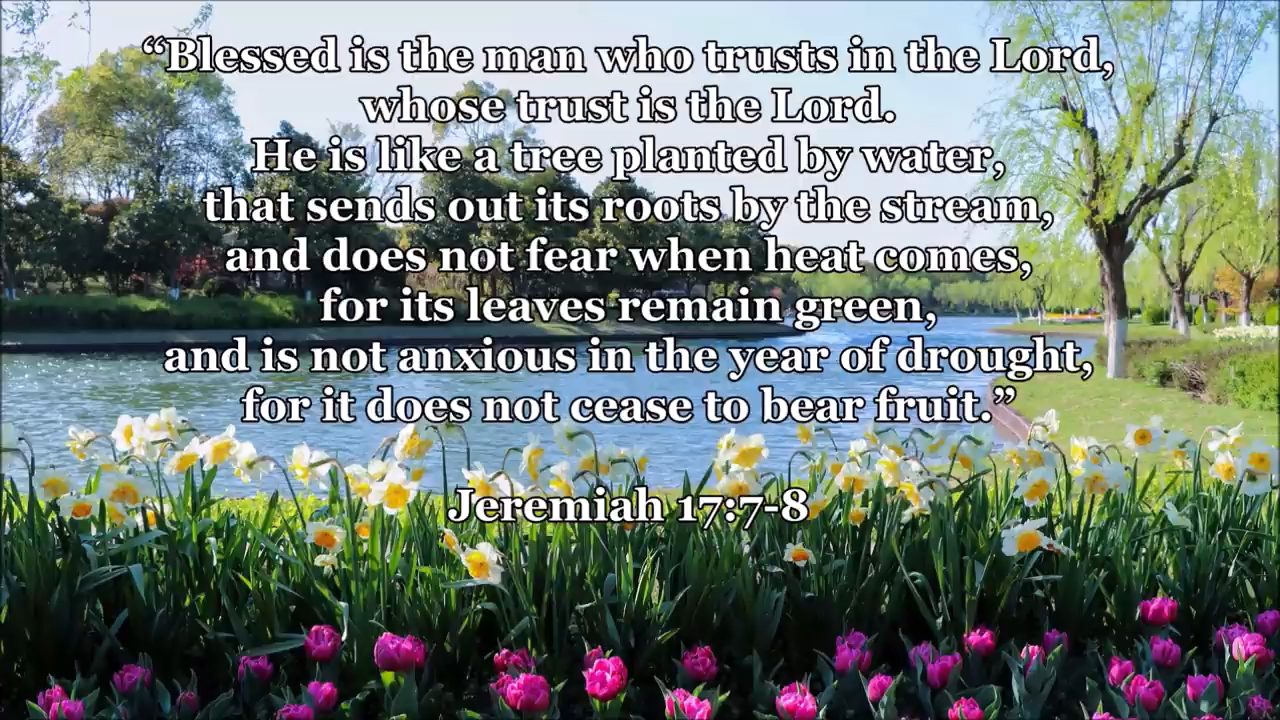 “Blessed is the man who trusts in the Lord,
whose trust is the Lord.
He is like a tree planted by water,
that sends out its roots by the stream,
and does not fear when heat comes,
for its leaves remain green,
and is not anxious in the year of drought,
for it does not cease to bear fruit.”
Jeremiah 17:7-8